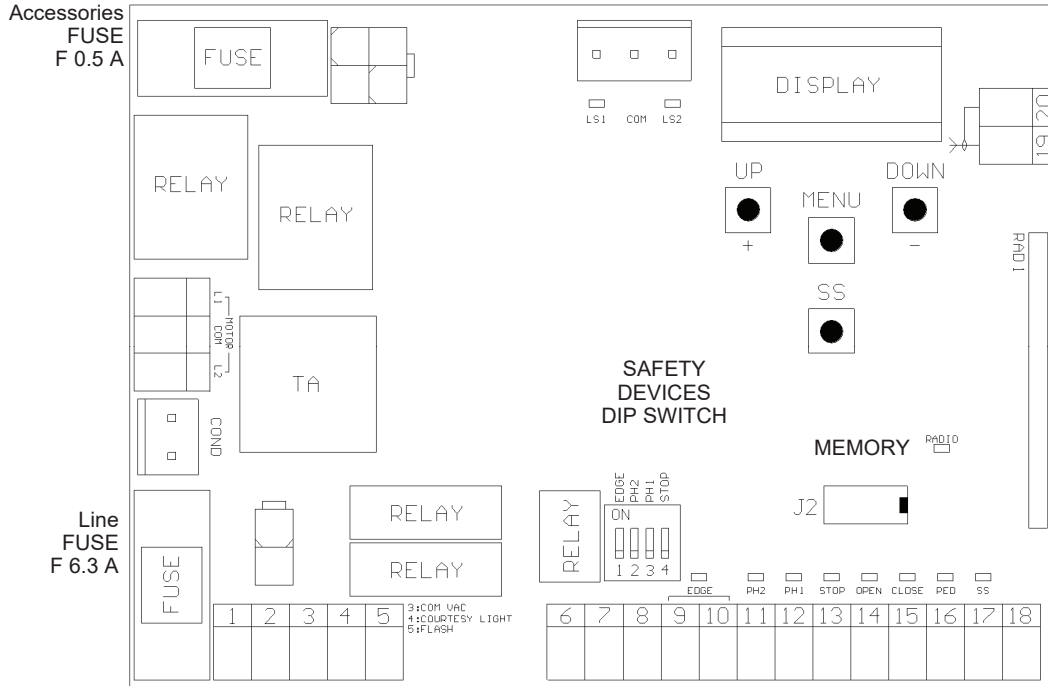 Accessories
FUSE
F 0.5 A
FUSE
LS1 COM LS2
DISPLAY
20
19
UP
DOWN
MENU
+
-
SS
RELAY
RELAY
RAD1
L1
COM
L2
MOTOR
TA
COND
SAFETY
DEVICES
DIP SWITCH
MEMORY
RADIO
J2
Line
FUSE
F 6.3 A
FUSE
RELAY
RELAY
RELAY
EDGE
PH2
PH1
STOP
ON
1 2 3 4
EDGE PH2 PH1 STOP OPEN CLOSE PED SS
1 2 3 4 5
3:COM VAC
4:COURTESY LIGHT
5:FLASH
6 7 8 9 10 11 12 13 14 15 16 17 18